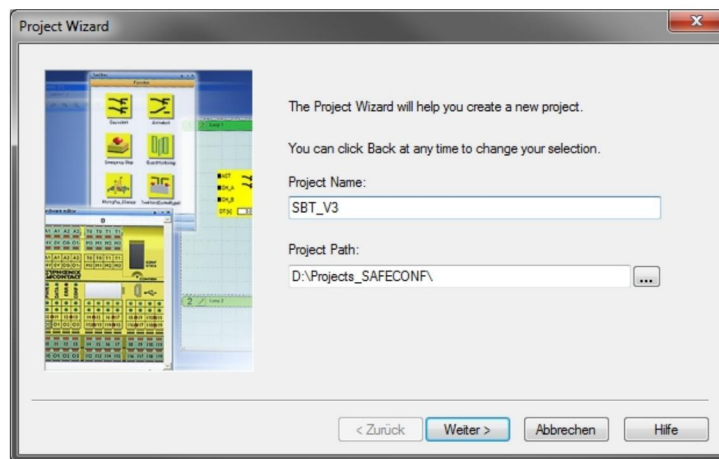 Project Wizard
The Project Wizard will help you create a new project.
You can click Back at any time to change your selection.
Project Name:
SBT_V3
Project Path:
D:\Projects_SAFECONF\
...
< Zurück
Weiter >
Abbrechen
Hilfe